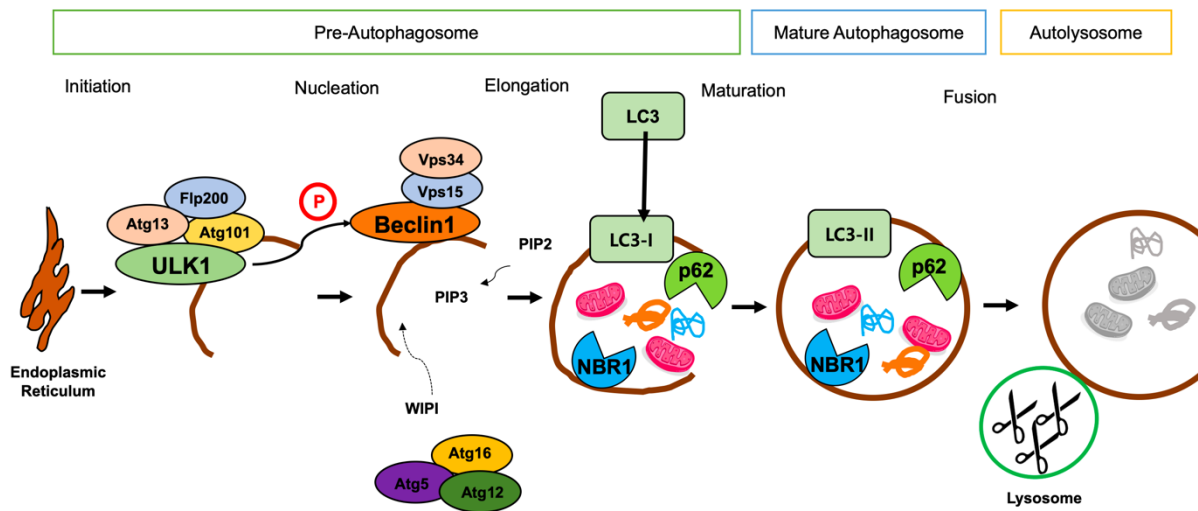 Pre-Autophagosome
Mature Autophagosome
Autolysosome
Initiation
Nucleation
Elongation
Maturation
Fusion
LC3
Vps34
Vps15
Beclin1
P
FIp200
Atg13
Atg101
ULK1
PIP2
PIP3
LC3-I
p62
NBR1
LC3-II
p62
NBR1
Endoplasmic
Reticulum
WIPI
Atg16
Atg5
Atg12
Lysosome